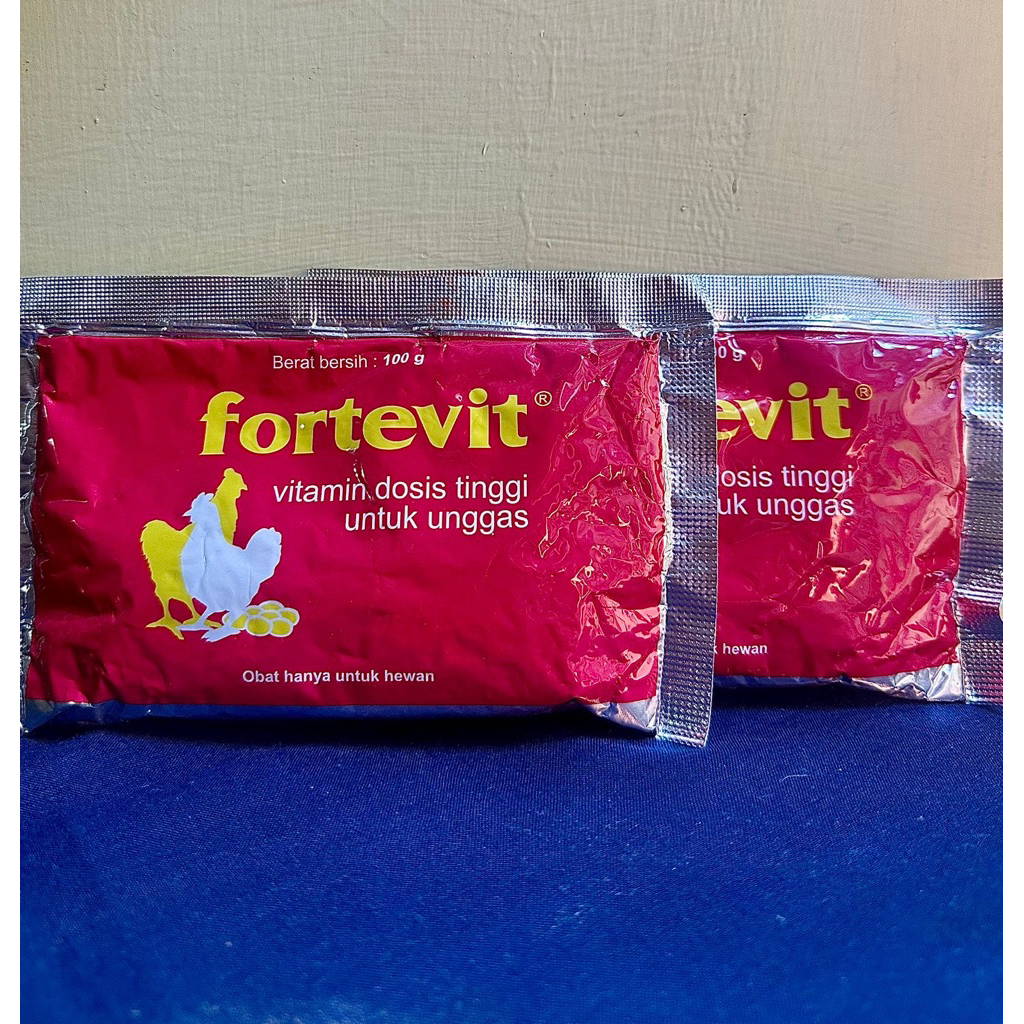 Berat bersih : 100 g
fortevit®
vitamin dosis tinggi
untuk unggas
Obat hanya untuk hewan
0 g
evit®
osis tinggi
uk unggas
hewan